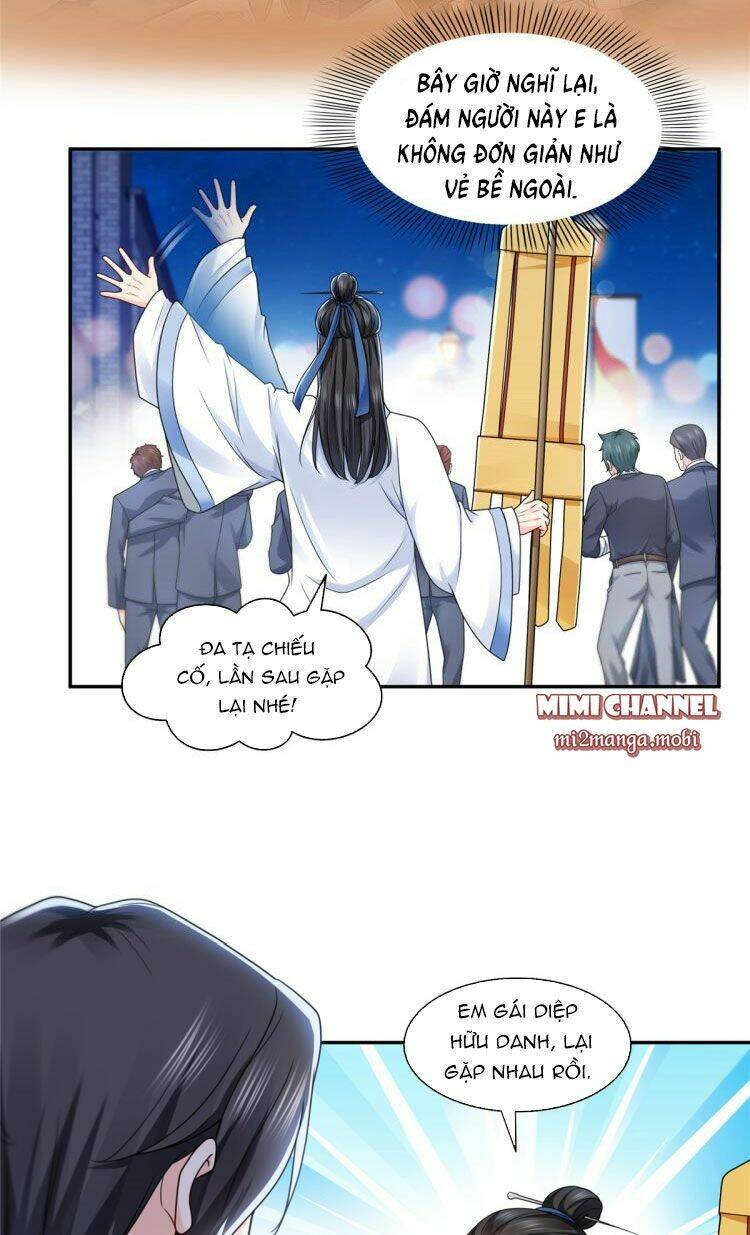 BÂY GIỜ NGHĨ LẠI,
ĐÁM NGƯỜI NÀY E LÀ
KHÔNG ĐƠN GIẢN NHƯ
VẺ BỀ NGOÀI.
ĐA TẠ CHIẾU
CỐ, LẦN SAU GẶP
LẠI NHÉ!
MIMI CHANNEL
mi2manga.mobi
EM GÁI DIỆP
HỮU DANH, LẠI
GẶP NHAU RỒI.